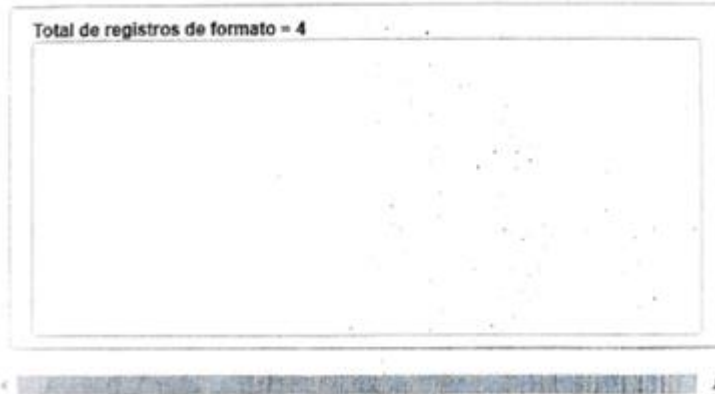 Total de registros de formato = 4